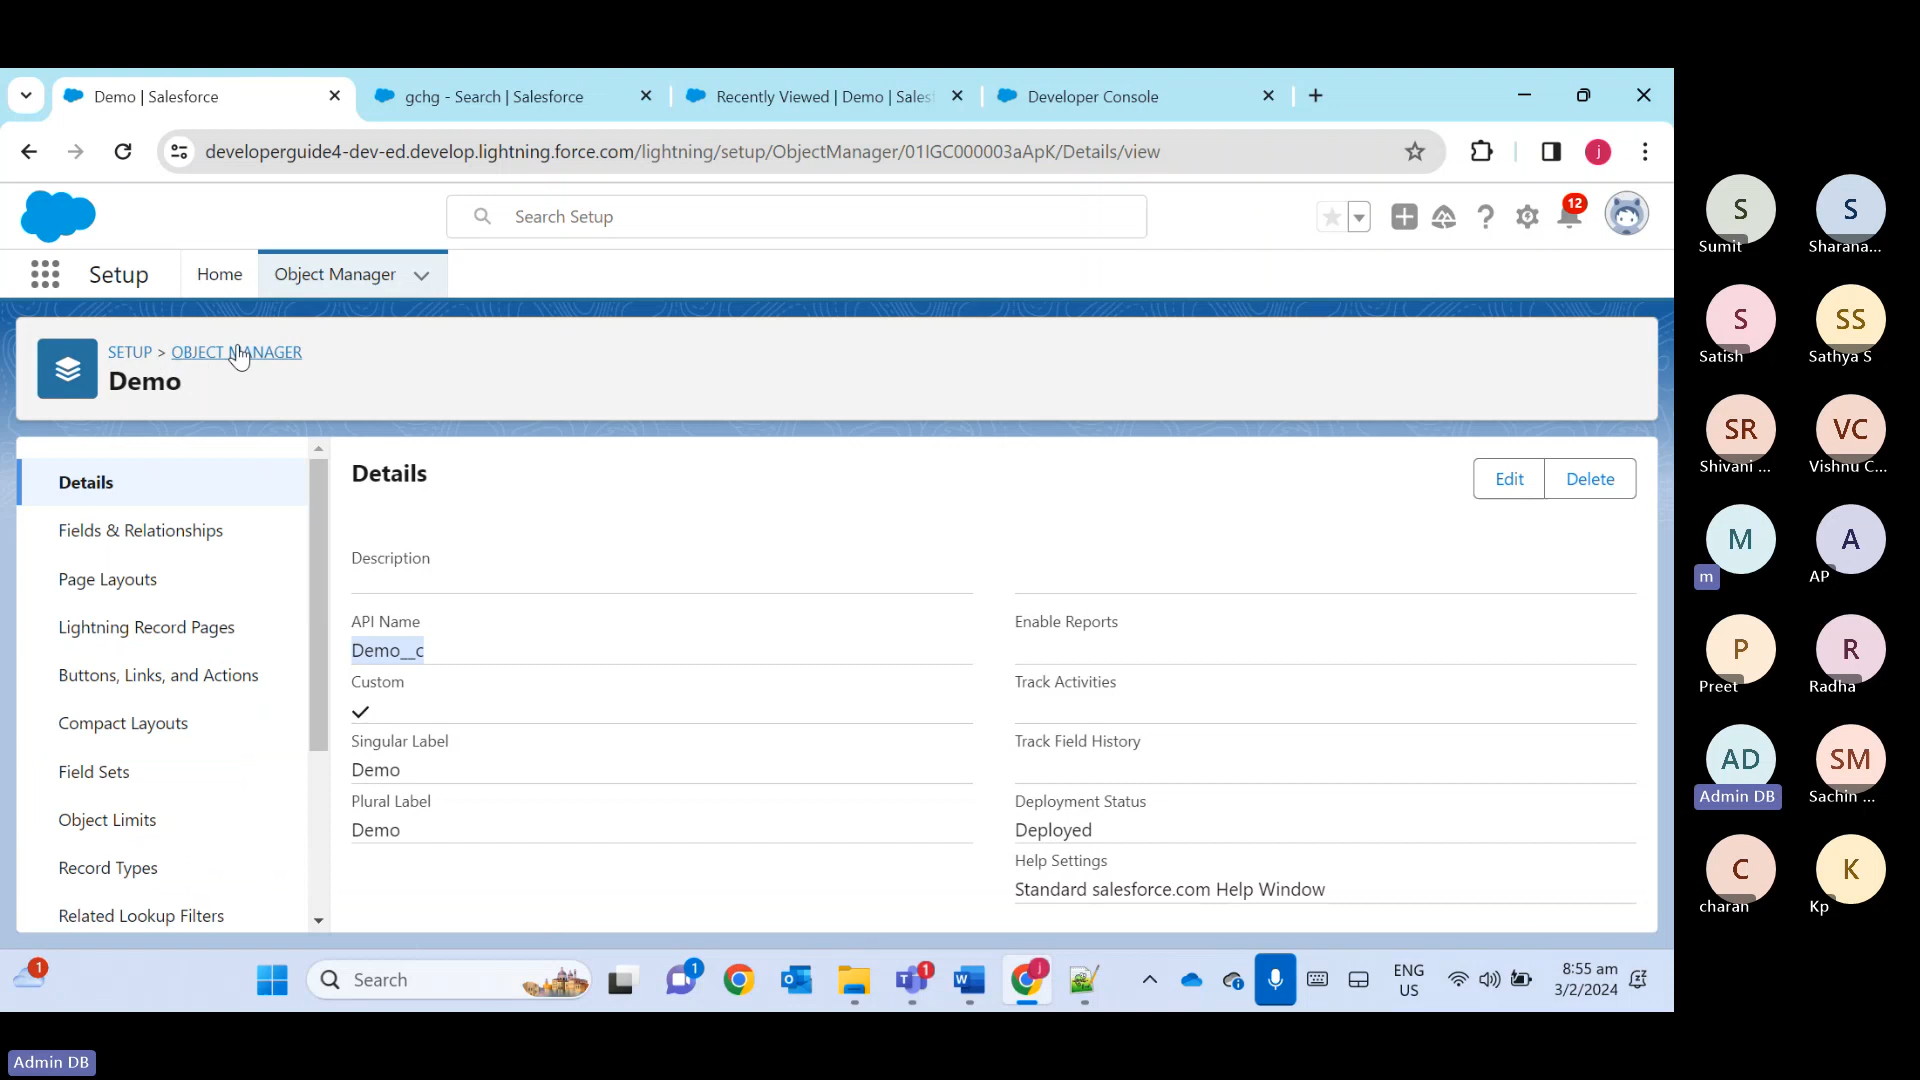 Demo | Salesforce
gchg - Search | Salesforce
Recently Viewed | Demo | Sales
Developer Console
developerguide4-dev-ed.develop.lightning.force.com/lightning/setup/ObjectManager/01IGC000003aApK/Details/view
j
Search Setup
12
Setup
Home
Object Manager
SETUP > OBJECT MANAGER
Demo
Details
Fields & Relationships
Page Layouts
Lightning Record Pages
Buttons, Links, and Actions
Compact Layouts
Field Sets
Object Limits
Record Types
Related Lookup Filters
Details
Edit
Delete
Description
API Name
Demo__c
Custom
Singular Label
Demo
Plural Label
Demo
Enable Reports
Track Activities
Track Field History
Deployment Status
Deployed
Help Settings
Standard salesforce.com Help Window
S
Sumit
S
Sharana...
S
Satish
SS
Sathya S
SR
Shivani ...
VC
Vishnu C...
M
m
A
AP
P
Preet
R
Radha
AD
Admin DB
SM
Sachin ...
C
charan
K
Kp
1
Search
1
1
j
ENG
US
8:55 am
3/2/2024
Admin DB